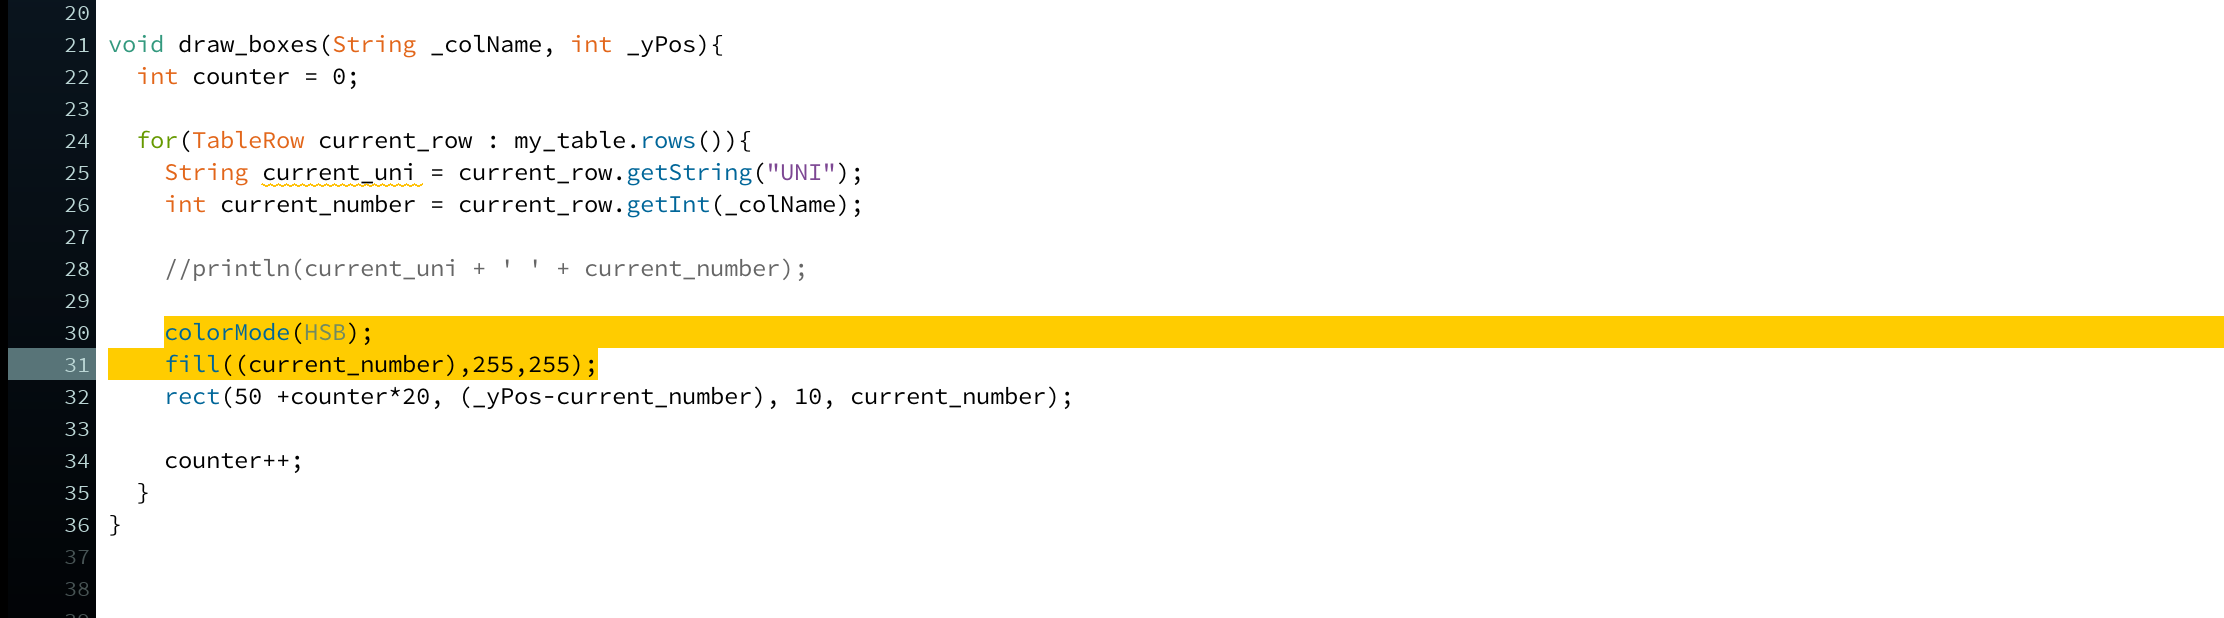 20
21 void draw_boxes(String _colName, int _yPos){
22 int counter = 0;
23
24 for(TableRow current_row : my_table.rows()){
25 String current_uni = current_row.getString("UNI");
26 int current_number = current_row.getInt(_colName);
27
28 //println(current_uni + ' ' + current_number);
29
30 colorMode(HSB);
31 fill((current_number),255,255);
32 rect(50 +counter*20, (_yPos-current_number), 10, current_number);
33
34 counter++;
35 }
36 }
37
38